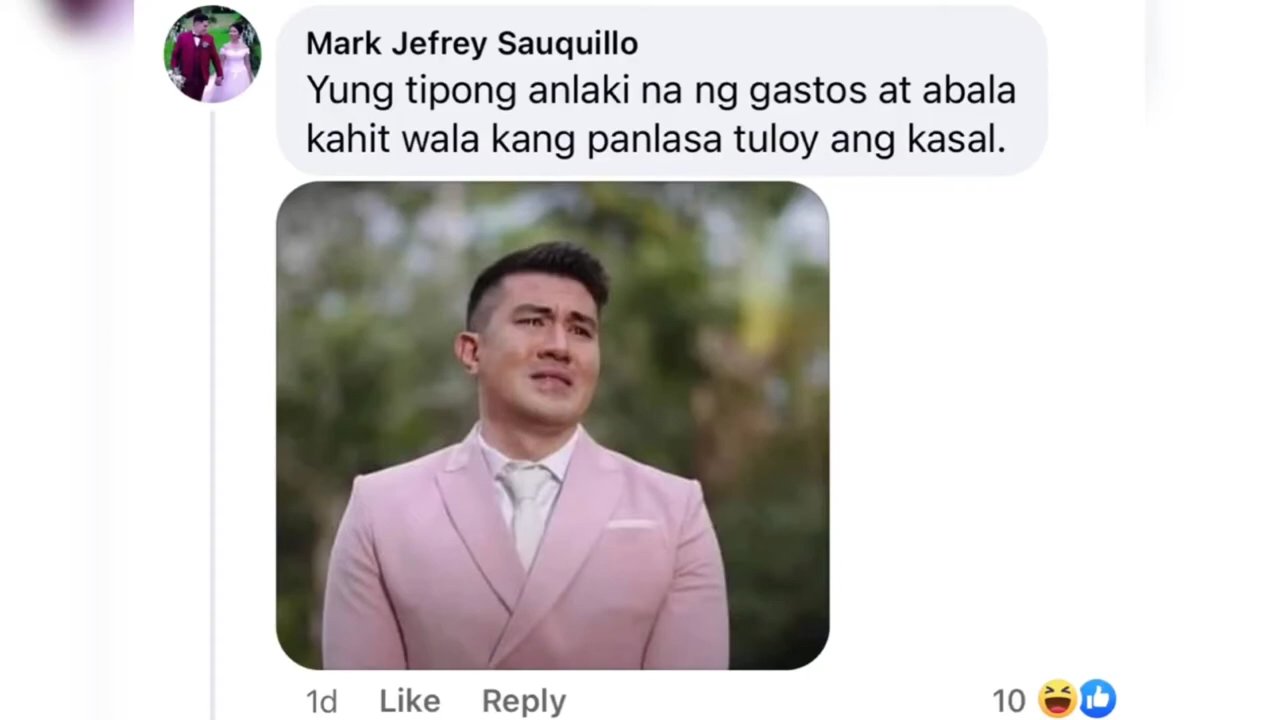 Mark Jefrey Sauquillo
Yung tipong anlaki na ng gastos at abala
kahit wala kang panlasa tuloy ang kasal.
1d Like Reply 10